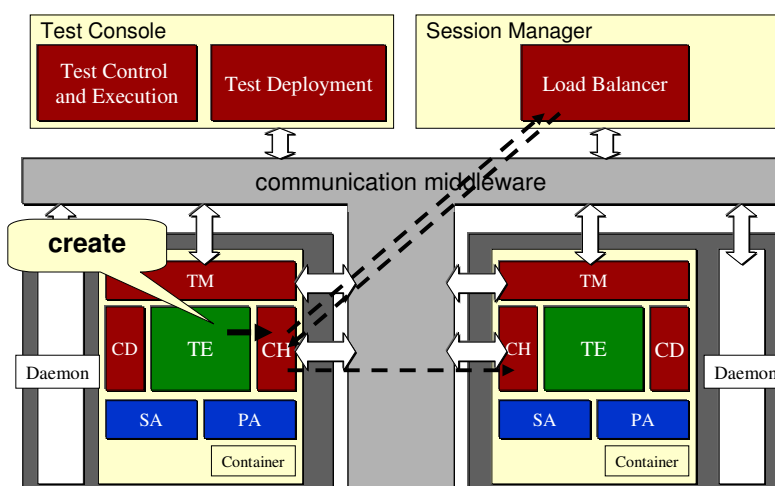 Test Console
Session Manager
Test Control
and Execution
Test Deployment
Load Balancer
communication middleware
create
TM
TM
CD
TE
CH
CH
TE
CD
Daemon
Daemon
SA
PA
SA
PA
Container
Container